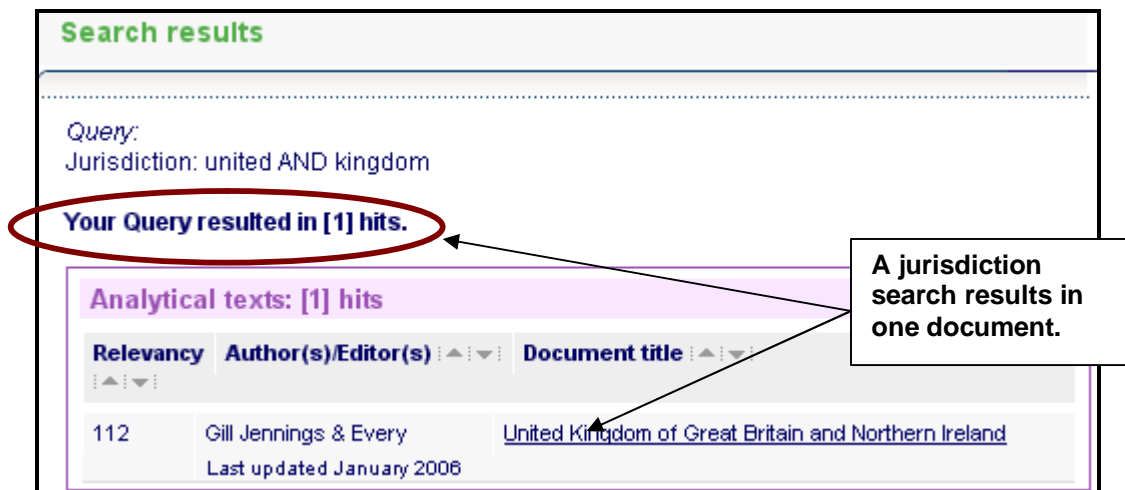 Search results
Query:
Jurisdiction: united AND kingdom
Your Query resulted in [1] hits.
A jurisdiction
search results in
one document.
Analytical texts: [1] hits
Relevancy Author(s)/Editor(s) Document title
112 Gill Jennings & Every United Kingdom of Great Britain and Northern Ireland
Last updated January 2006